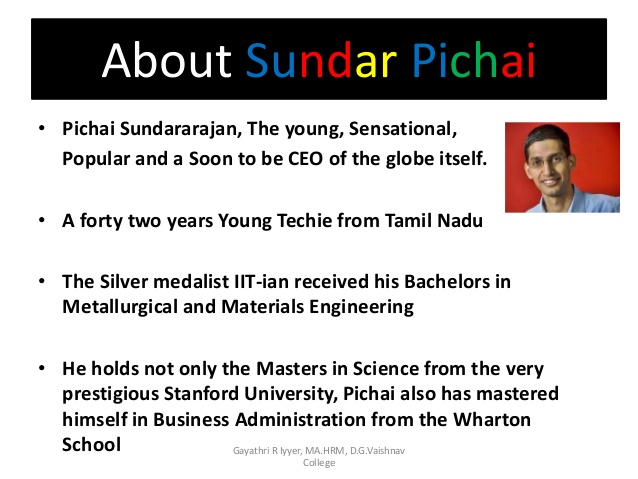 About Sundar Pichai
• Pichai Sundararajan, The young, Sensational,
Popular and a Soon to be CEO of the globe itself.
• A forty two years Young Techie from Tamil Nadu
• The Silver medalist IIT-ian received his Bachelors in
Metallurgical and Materials Engineering
• He holds not only the Masters in Science from the very
prestigious Stanford University, Pichai also has mastered
himself in Business Administration from the Wharton
School
Gayathri R Iyyer, MA.HRM, D.G.Vaishnav
College